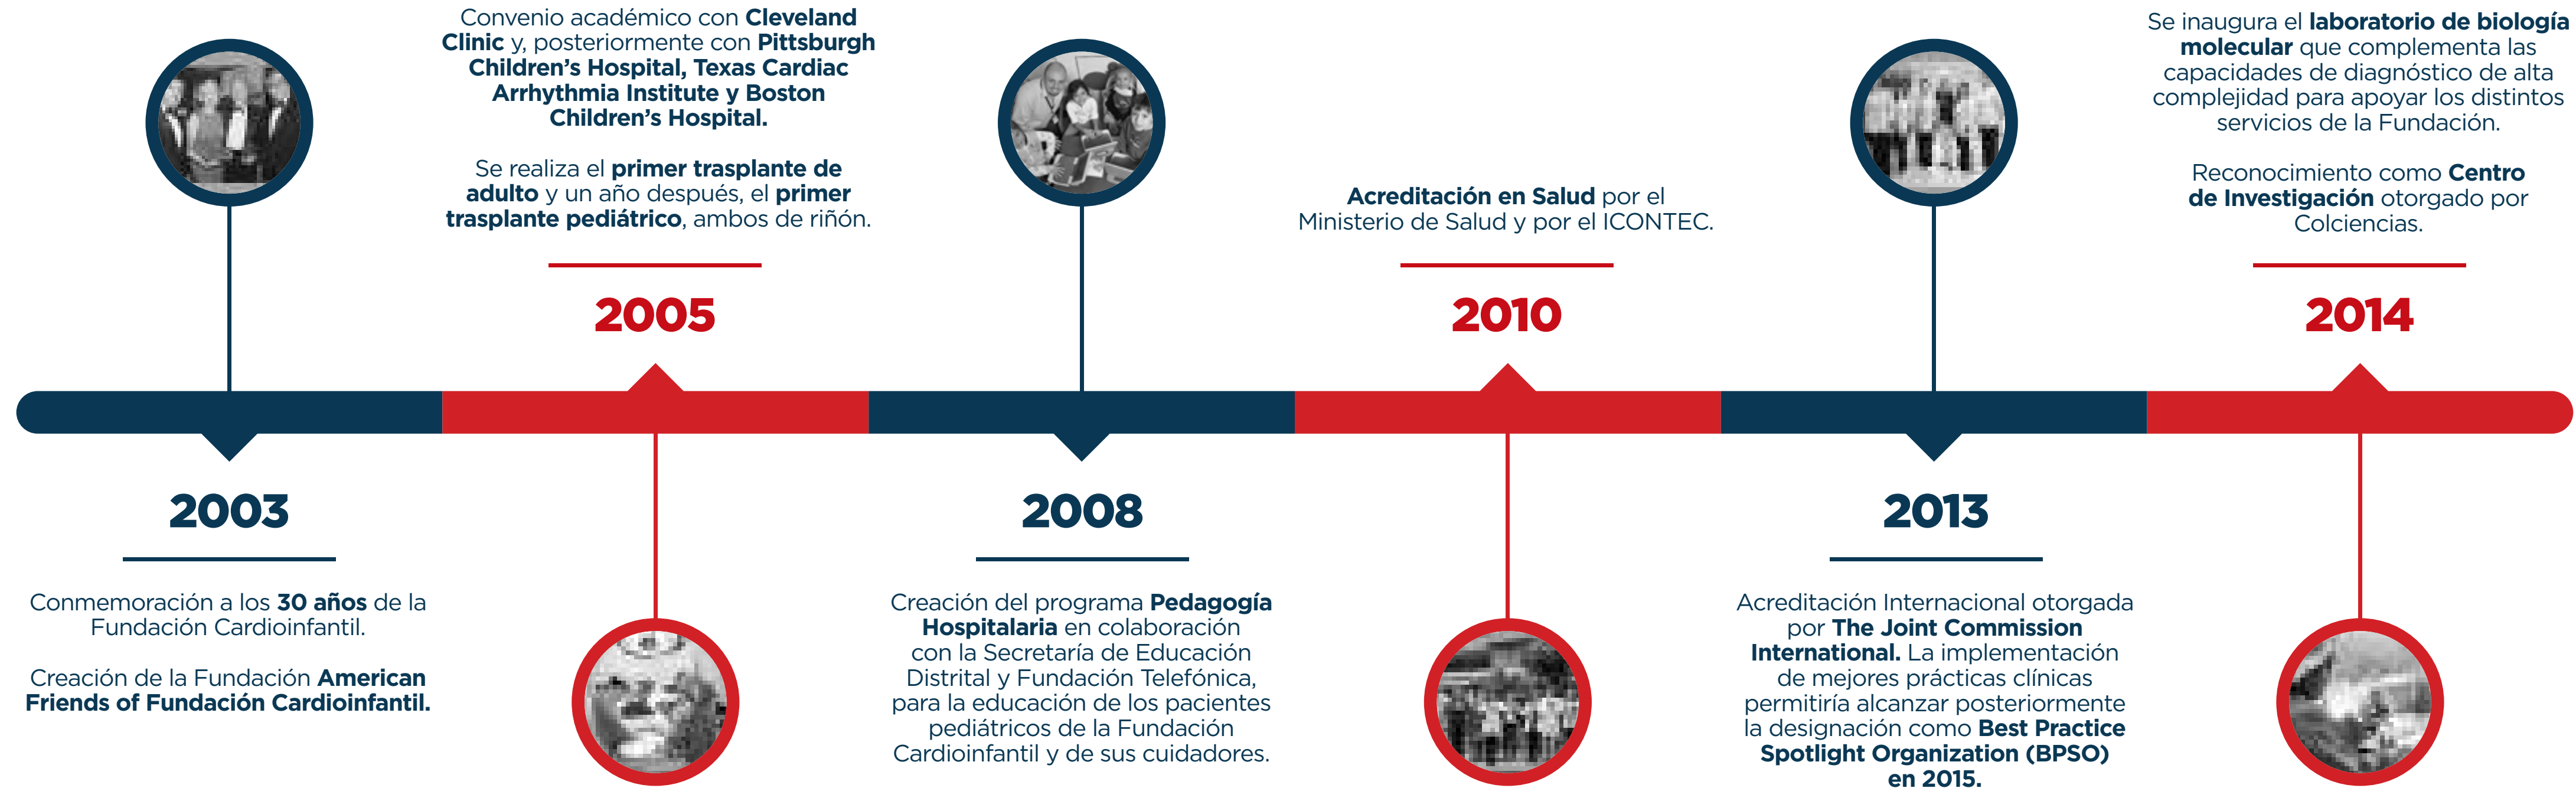 2003
Conmemoración a los 30 años de la
Fundación Cardioinfantil.
Creación de la Fundación American
Friends of Fundación Cardioinfantil.
Convenio académico con Cleveland
Clinic y, posteriormente con Pittsburgh
Children’s Hospital, Texas Cardiac
Arrhythmia Institute y Boston
Children’s Hospital.
Se realiza el primer trasplante de
adulto y un año después, el primer
trasplante pediátrico, ambos de riñón.
2005
2008
Creación del programa Pedagogía
Hospitalaria en colaboración
con la Secretaría de Educación
Distrital y Fundación Telefónica,
para la educación de los pacientes
pediátricos de la Fundación
Cardioinfantil y de sus cuidadores.
Acreditación en Salud por el
Ministerio de Salud y por el ICONTEC.
2010
2013
Acreditación Internacional otorgada
por The Joint Commission
International. La implementación
de mejores prácticas clínicas
permitiría alcanzar posteriormente
la designación como Best Practice
Spotlight Organization (BPSO)
en 2015.
Se inaugura el laboratorio de biología
molecular que complementa las
capacidades de diagnóstico de alta
complejidad para apoyar los distintos
servicios de la Fundación.
Reconocimiento como Centro
de Investigación otorgado por
Colciencias.
2014